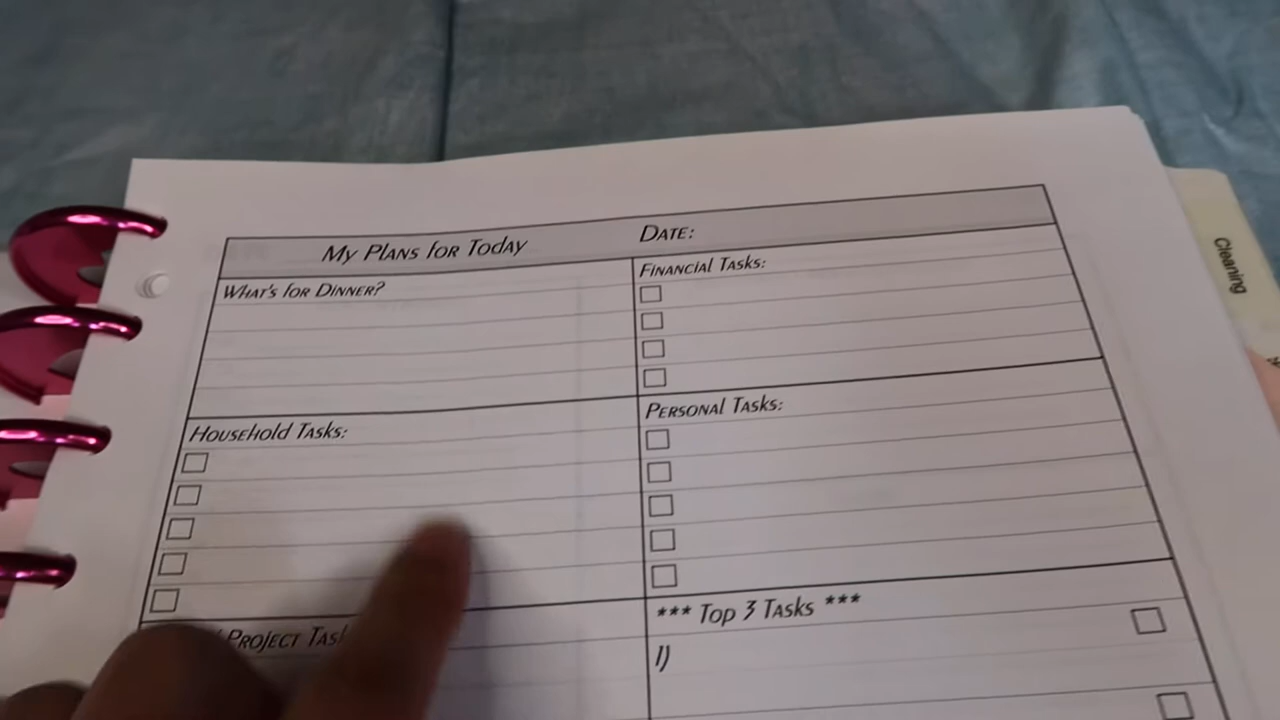 My Plans for Today
Date:
What's for Dinner?
Financial Tasks:
Household Tasks:
Personal Tasks:
Project
*** Top 3 Tasks ***
1)
Cleaning